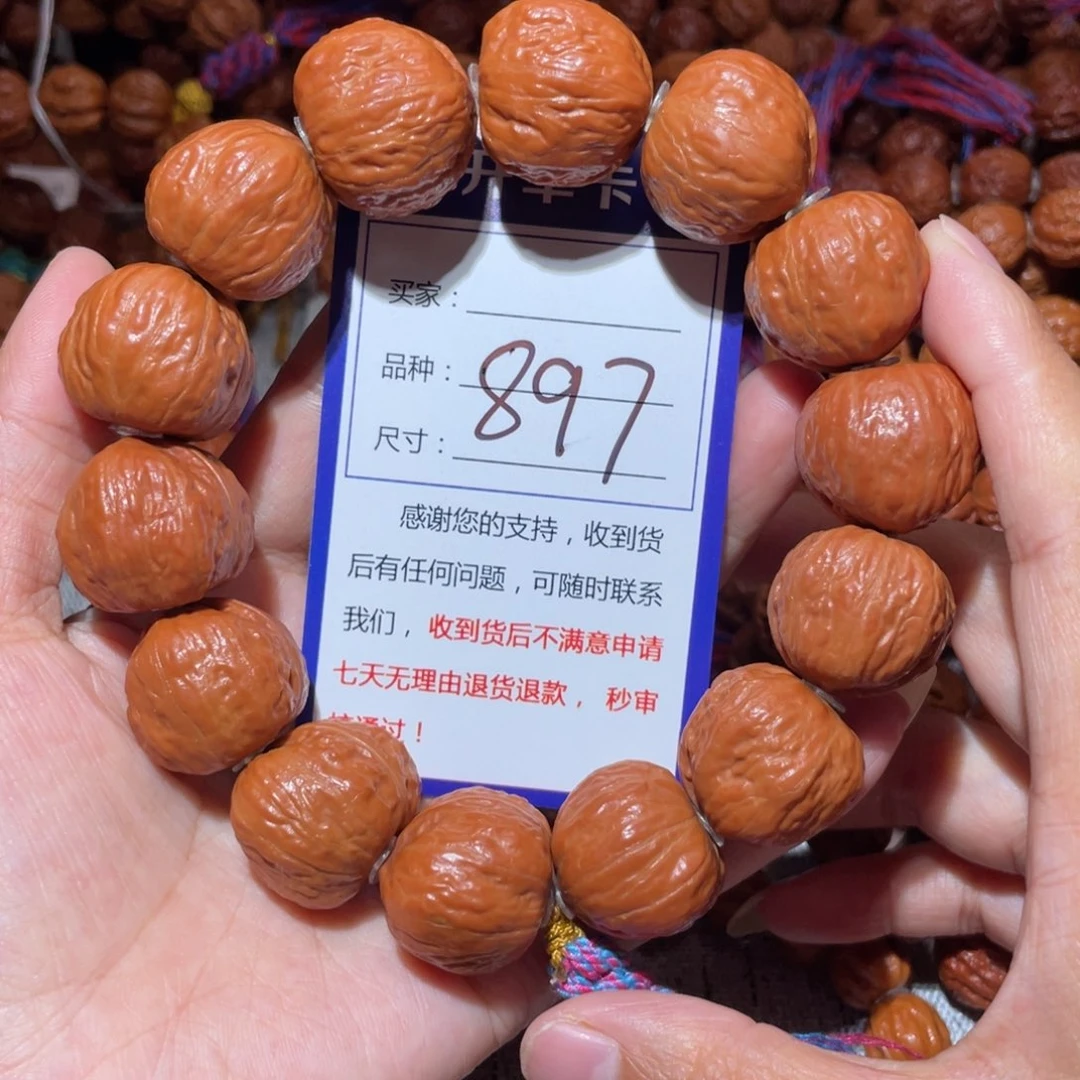 买家：
品种：
897
尺寸：
感谢您的支持，收到货
后有任何问题，可随时联系
我们，收到货后不满意申请
七天无理由退货退款，秒审
通过！